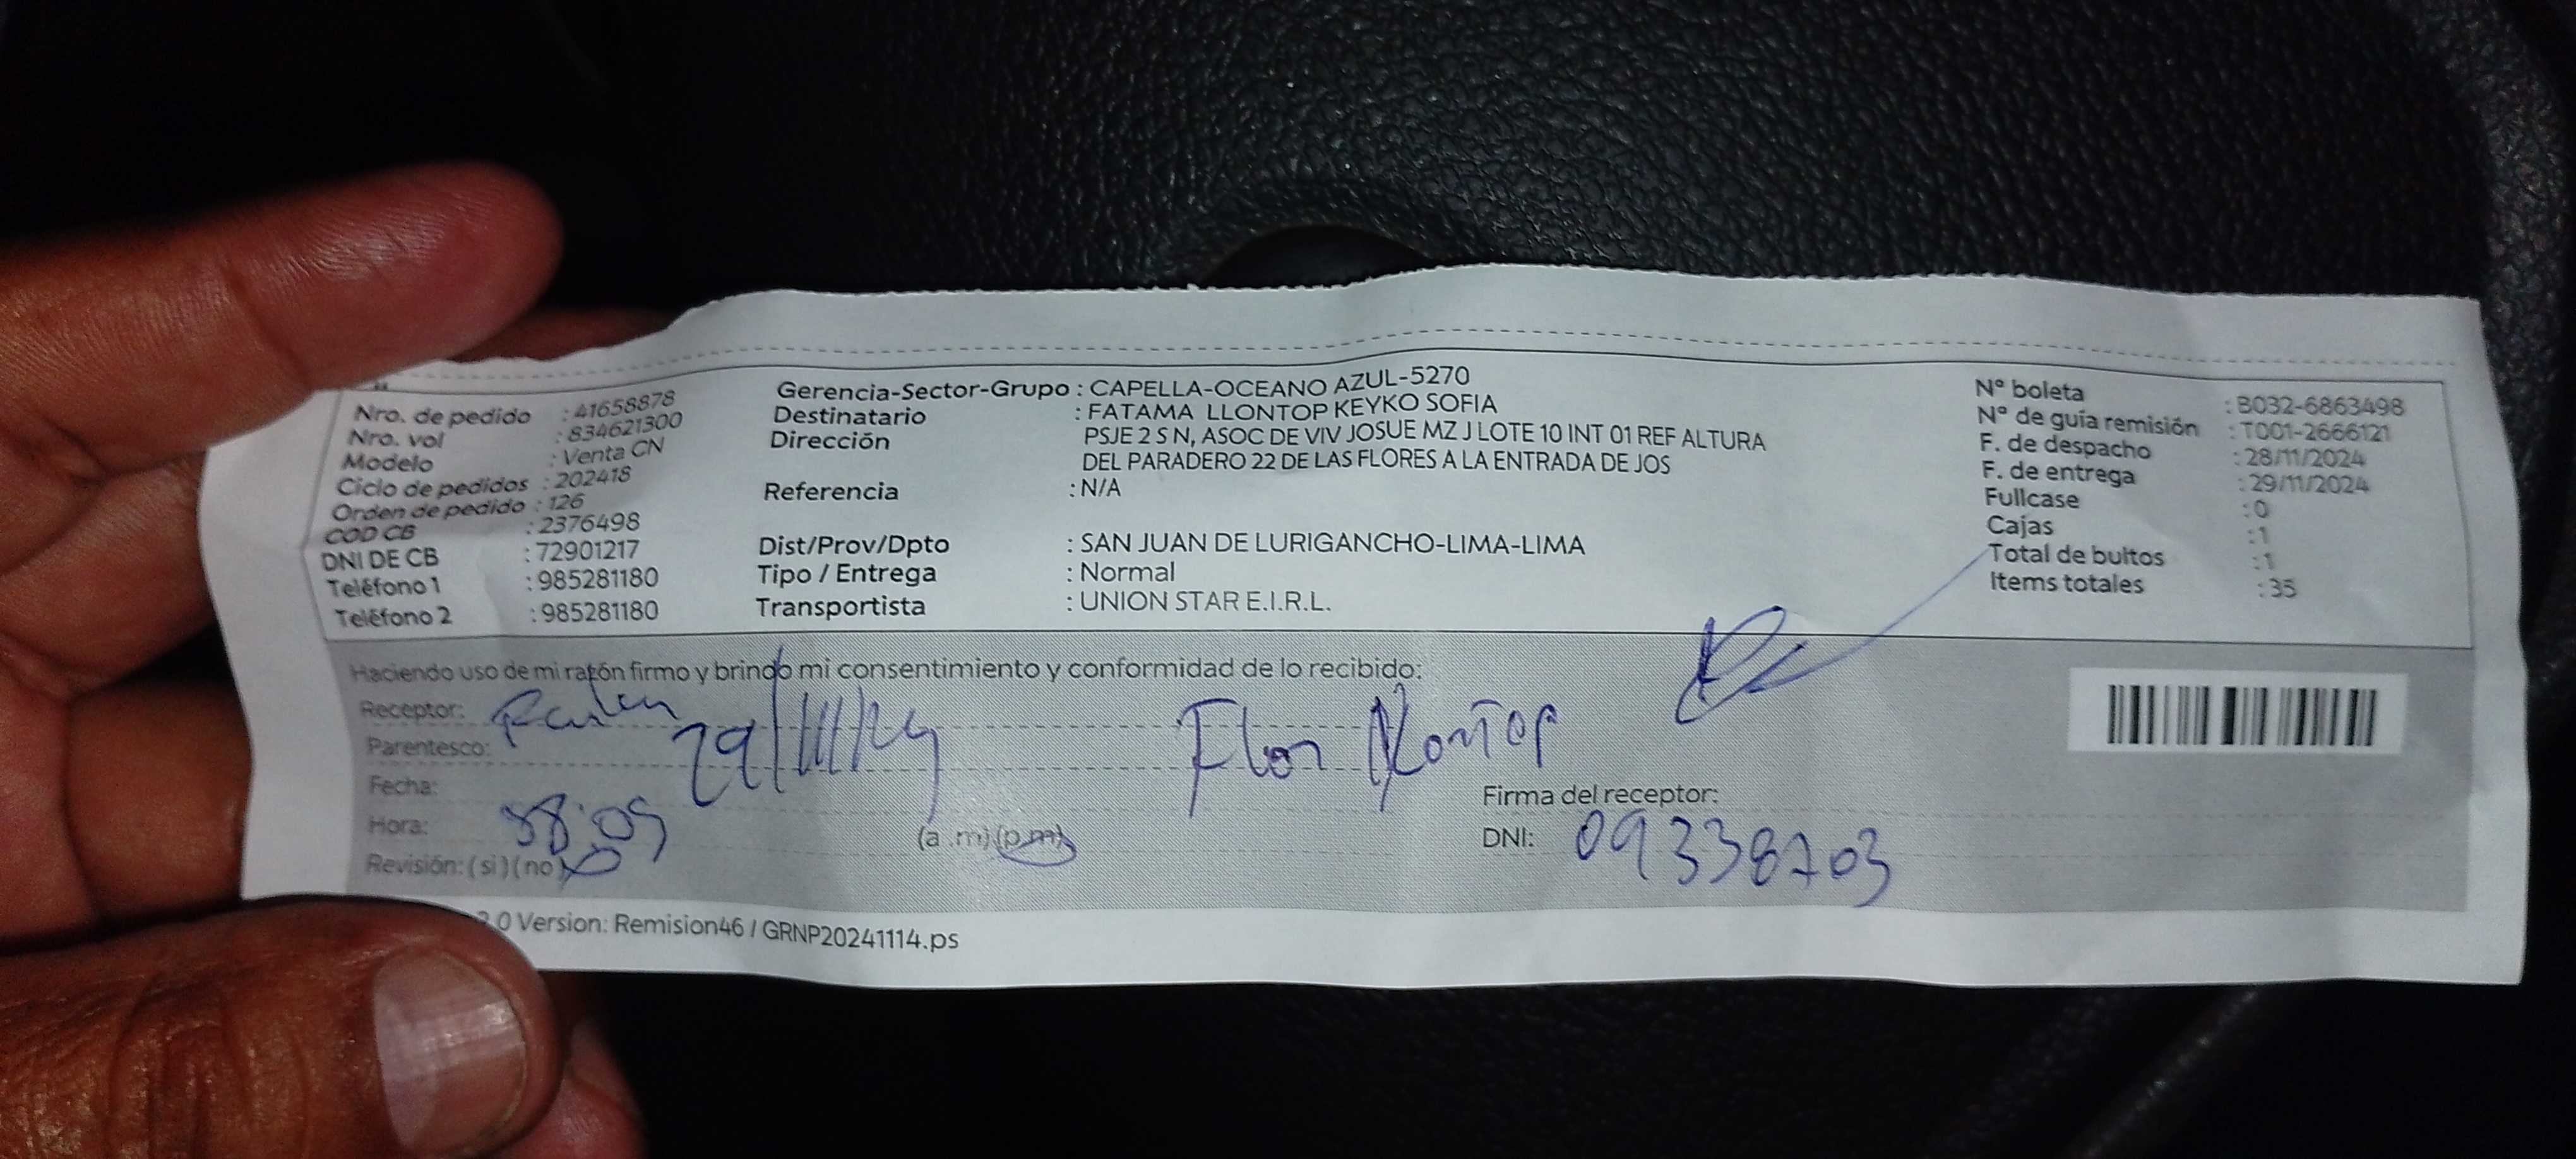 Nro. de pedido : 41658878
Nro. vol : 834621300
Modelo : Venta CN
Ciclo de pedidos : 202418
Orden de pedido : 126
COD CB : 2376498
DNI DE CB : 72901217
Teléfono 1 : 985281180
Teléfono 2 : 985281180
Gerencia-Sector-Grupo : CAPELLA-OCEANO AZUL-5270
Destinatario : FATAMA LLONTOP KEYKO SOFIA
Dirección PSJE 2 S N, ASOC DE VIV JOSUE MZ J LOTE 10 INT 01 REF ALTURA
DEL PARADERO 22 DE LAS FLORES A LA ENTRADA DE JOS
Referencia : N/A
Dist/Prov/Dpto : SAN JUAN DE LURIGANCHO-LIMA-LIMA
Tipo / Entrega : Normal
Transportista : UNION STAR E.I.R.L.
N° boleta : B032-6863498
N° de guía remisión : T001-2666121
F. de despacho : 28/11/2024
F. de entrega : 29/11/2024
Fullcase : 0
Cajas : 1
Total de bultos : 1
Items totales : 35
Haciendo uso de mi razón firmo y brindo mi consentimiento y conformidad de lo recibido:
Receptor:
Parentesco:
Fecha: 29/11/24
Hora: (a .m) (p.m)
Revisión: ( si ) ( no )
Flor Llontop
Firma del receptor:
DNI: 09338703
.0 Version: Remision46 / GRNP20241114.ps